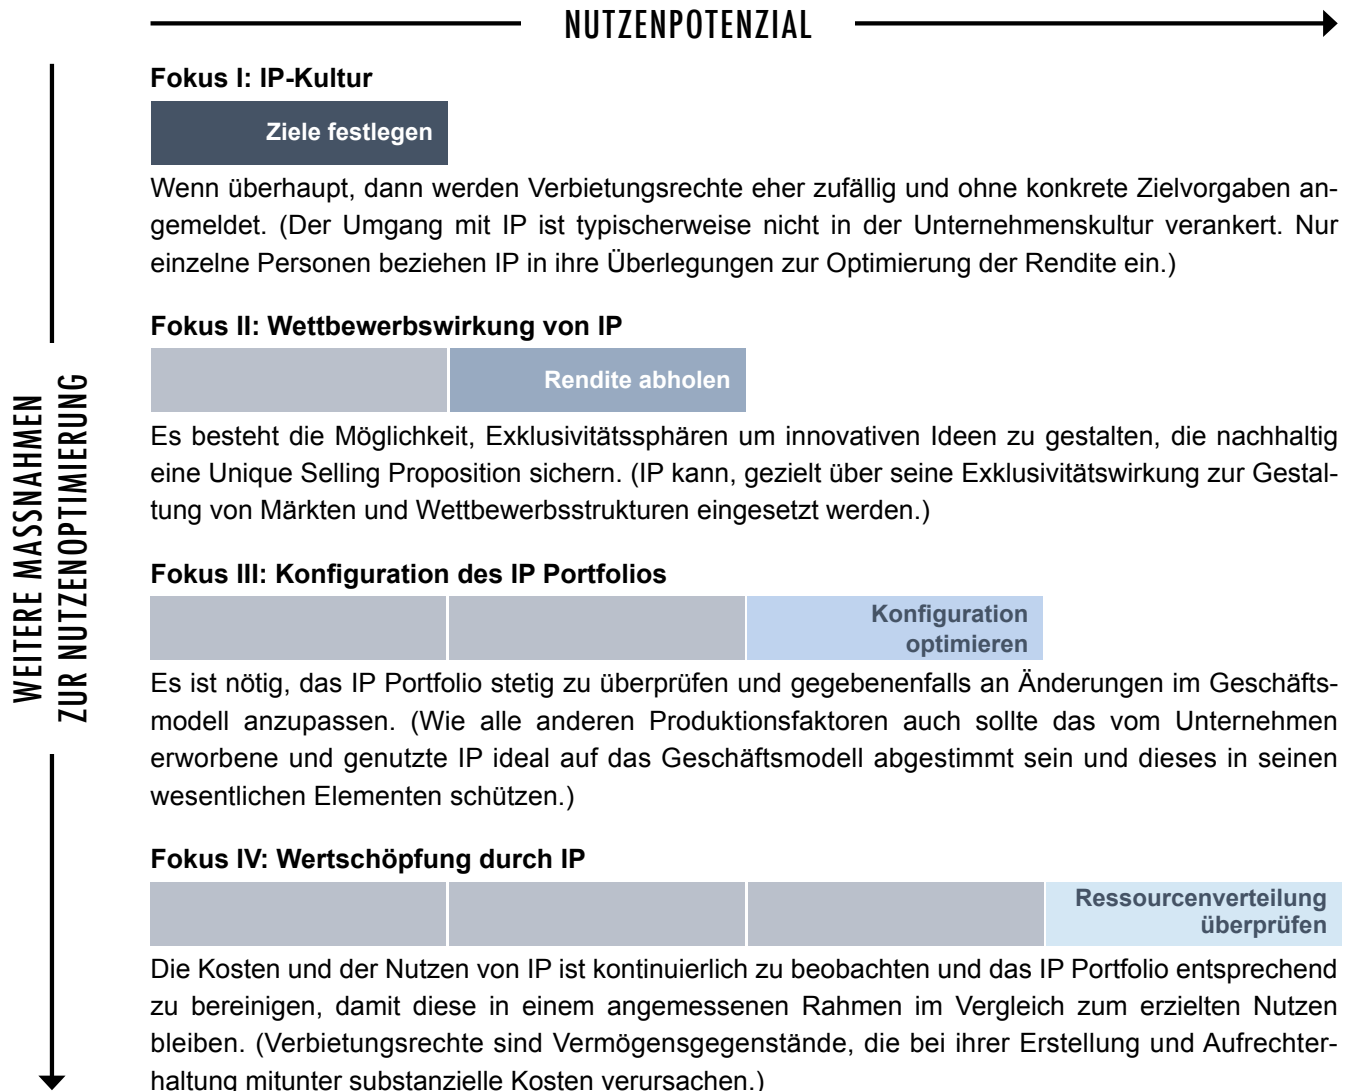 NUTZENPOTENZIAL
WEITERE MASSNAHMEN
ZUR NUTZENOPTIMIERUNG
Fokus I: IP-Kultur
Ziele festlegen
Wenn überhaupt, dann werden Verbietungsrechte eher zufällig und ohne konkrete Zielvorgaben an-
gemeldet. (Der Umgang mit IP ist typischerweise nicht in der Unternehmenskultur verankert. Nur
einzelne Personen beziehen IP in ihre Überlegungen zur Optimierung der Rendite ein.)
Fokus II: Wettbewerbswirkung von IP
Rendite abholen
Es besteht die Möglichkeit, Exklusivitätssphären um innovativen Ideen zu gestalten, die nachhaltig
eine Unique Selling Proposition sichern. (IP kann, gezielt über seine Exklusivitätswirkung zur Gestal-
tung von Märkten und Wettbewerbsstrukturen eingesetzt werden.)
Fokus III: Konfiguration des IP Portfolios
Konfiguration
optimieren
Es ist nötig, das IP Portfolio stetig zu überprüfen und gegebenenfalls an Änderungen im Geschäfts-
modell anzupassen. (Wie alle anderen Produktionsfaktoren auch sollte das vom Unternehmen
erworbene und genutzte IP ideal auf das Geschäftsmodell abgestimmt sein und dieses in seinen
wesentlichen Elementen schützen.)
Fokus IV: Wertschöpfung durch IP
Ressourcenverteilung
überprüfen
Die Kosten und der Nutzen von IP ist kontinuierlich zu beobachten und das IP Portfolio entsprechend
zu bereinigen, damit diese in einem angemessenen Rahmen im Vergleich zum erzielten Nutzen
bleiben. (Verbietungsrechte sind Vermögensgegenstände, die bei ihrer Erstellung und Aufrechter-
haltung mitunter substanzielle Kosten verursachen.)